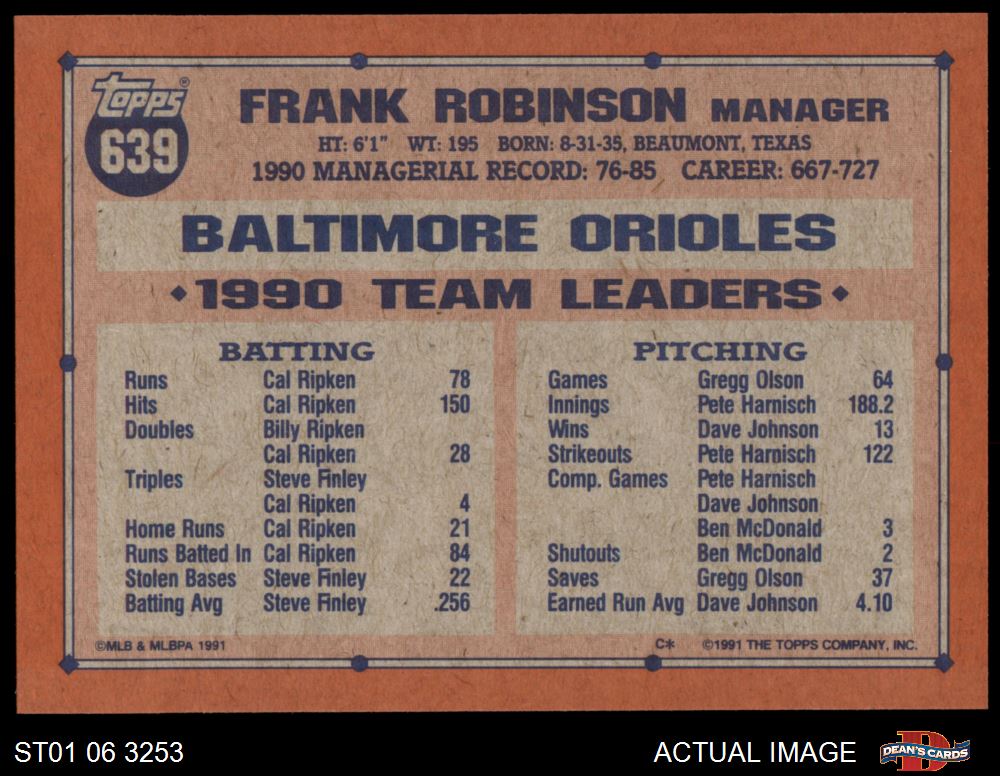 topps®
639
FRANK ROBINSON MANAGER
HT: 6'1" WT: 195 BORN: 8-31-35, BEAUMONT, TEXAS
1990 MANAGERIAL RECORD: 76-85 CAREER: 667-727
BALTIMORE ORIOLES
♦1990 TEAM LEADERS♦
BATTING
Runs Cal Ripken 78
Hits Cal Ripken 150
Doubles Billy Ripken
Cal Ripken 28
Triples Steve Finley
Cal Ripken 4
Home Runs Cal Ripken 21
Runs Batted In Cal Ripken 84
Stolen Bases Steve Finley 22
Batting Avg Steve Finley .256
PITCHING
Games Gregg Olson 64
Innings Pete Harnisch 188.2
Wins Dave Johnson 13
Strikeouts Pete Harnisch 122
Comp. Games Pete Harnisch
Dave Johnson
Ben McDonald 3
Shutouts Ben McDonald 2
Saves Gregg Olson 37
Earned Run Avg Dave Johnson 4.10
©MLB & MLBPA 1991
C* ©1991 THE TOPPS COMPANY, INC.
ST01 06 3253
ACTUAL IMAGE
D
DEAN'S CARDS